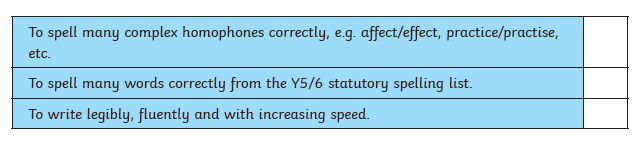 To spell many complex homophones correctly, e.g. affect/effect, practice/practise,
etc.
To spell many words correctly from the Y5/6 statutory spelling list.
To write legibly, fluently and with increasing speed.